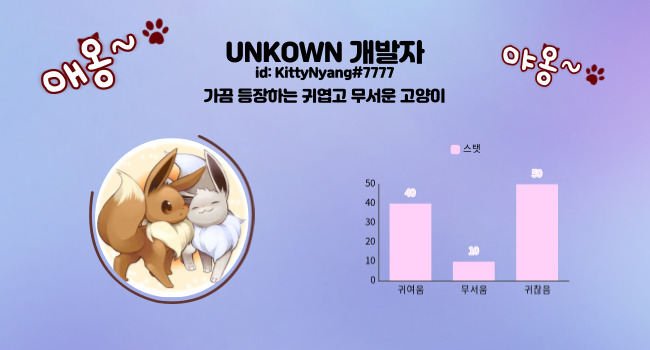 애옹~
야옹~
UNKOWN 개발자
id: KittyNyang#7777
가끔 등장하는 귀엽고 무서운 고양이
스탯
50
40
30
20
10
0
40
10
50
귀여움
무서움
귀찮음